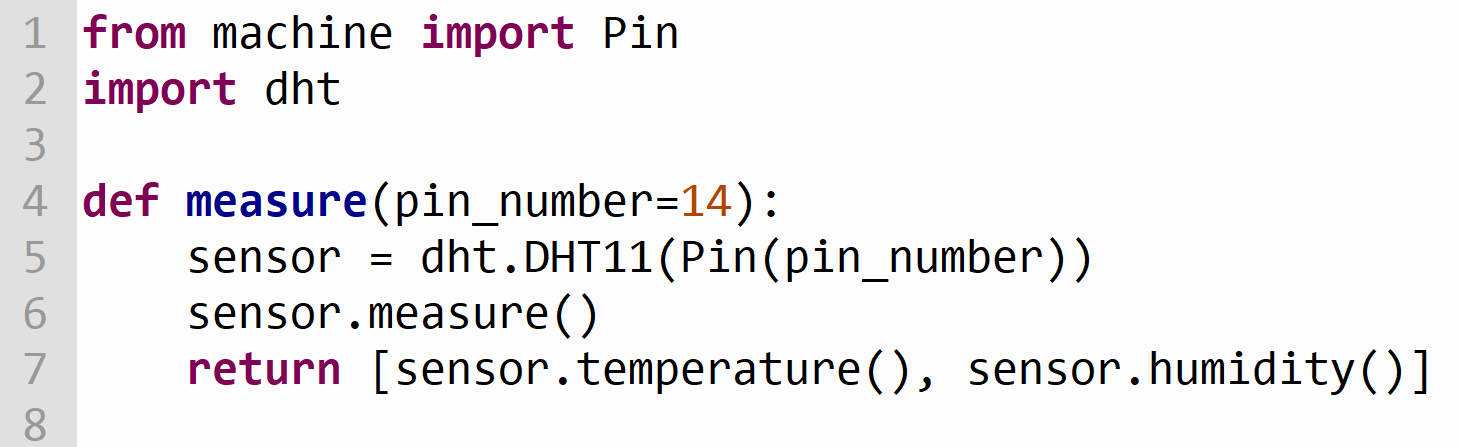 1 from machine import Pin
2 import dht
3
4 def measure(pin_number=14):
5     sensor = dht.DHT11(Pin(pin_number))
6     sensor.measure()
7     return [sensor.temperature(), sensor.humidity()]
8